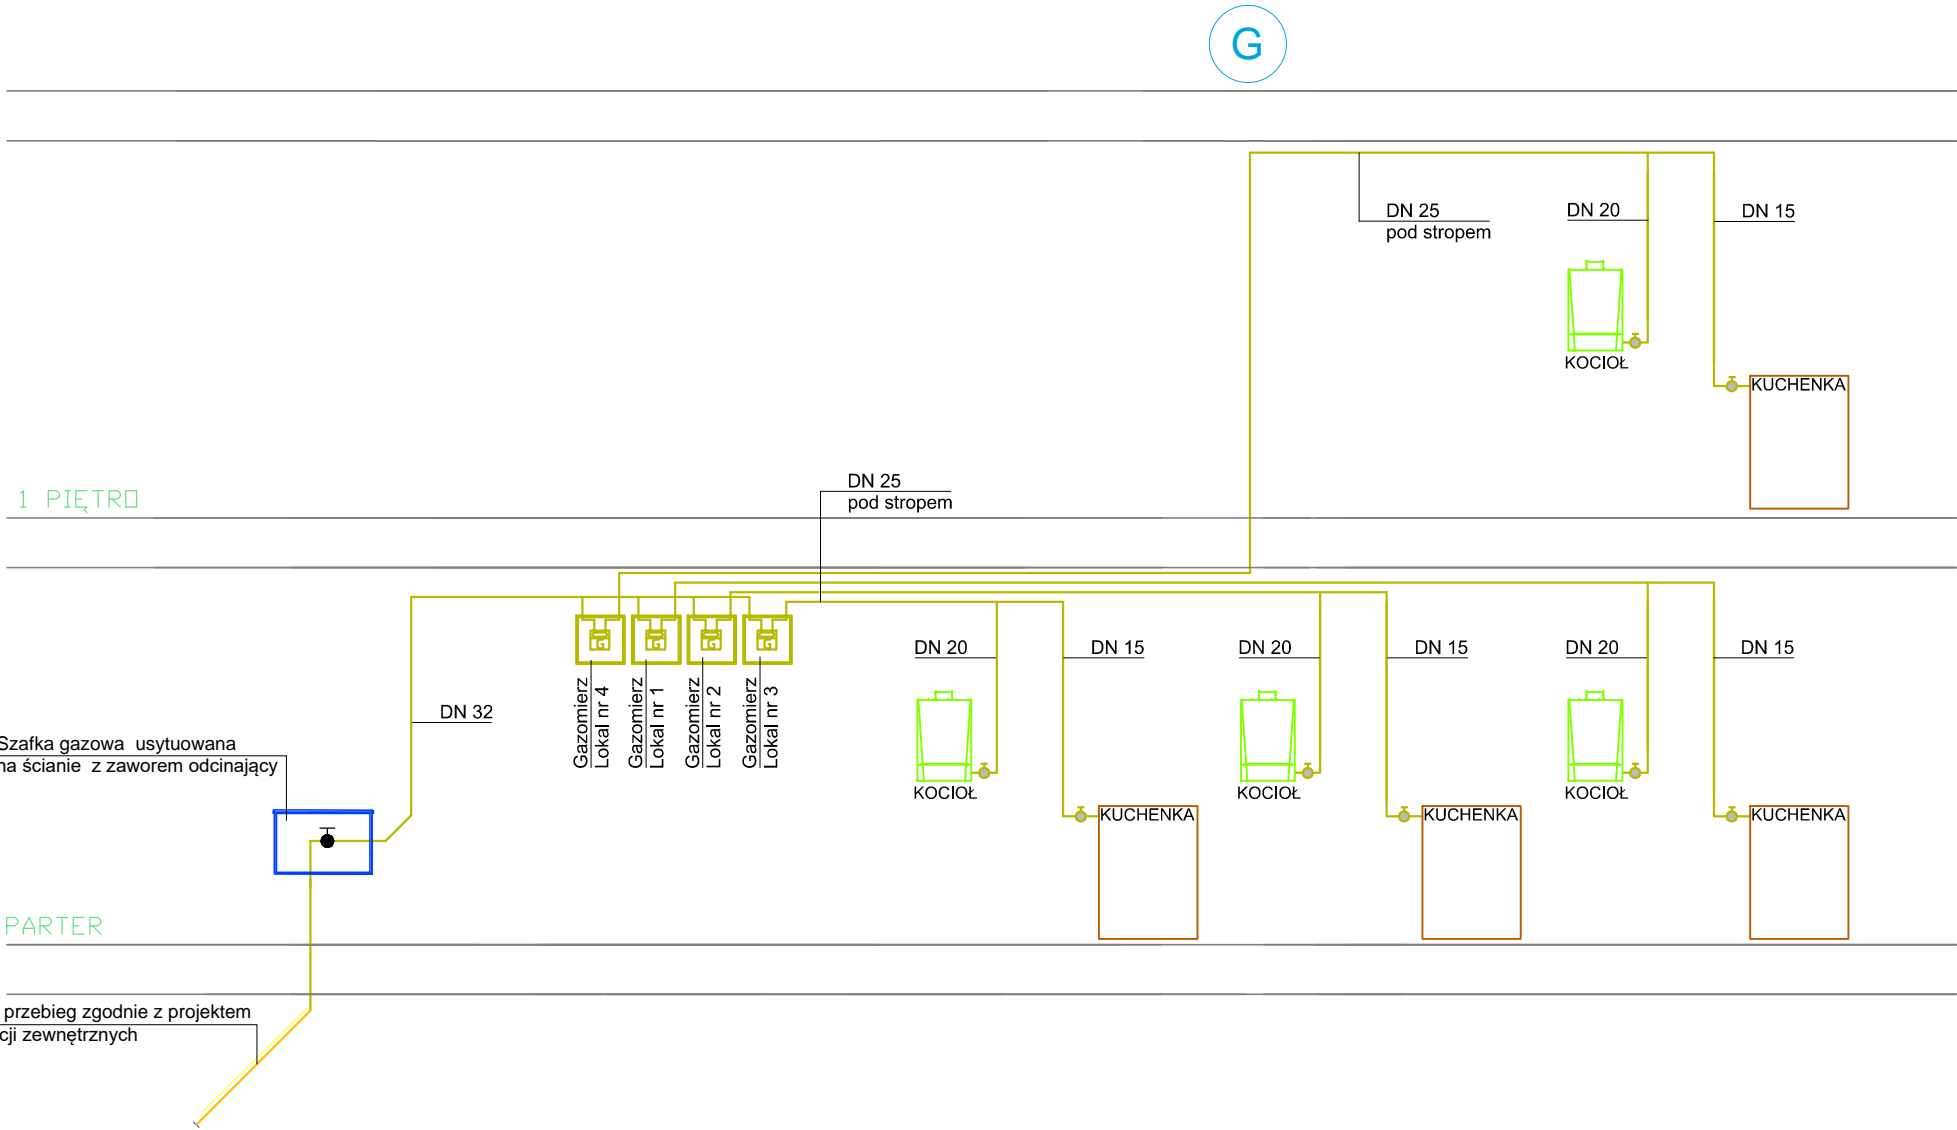 G
DN 25
pod stropem
DN 20
DN 15
KOCIOŁ
KUCHENKA
1 PIĘTRO
DN 25
pod stropem
G
G
G
G
Gazomierz
Lokal nr 4
Gazomierz
Lokal nr 1
Gazomierz
Lokal nr 2
Gazomierz
Lokal nr 3
DN 20
DN 15
DN 20
DN 15
DN 20
DN 15
DN 32
Szafka gazowa usytuowana
na ścianie z zaworem odcinający
KOCIOŁ
KUCHENKA
KOCIOŁ
KUCHENKA
KOCIOŁ
KUCHENKA
PARTER
przebieg zgodnie z projektem
cji zewnętrznych